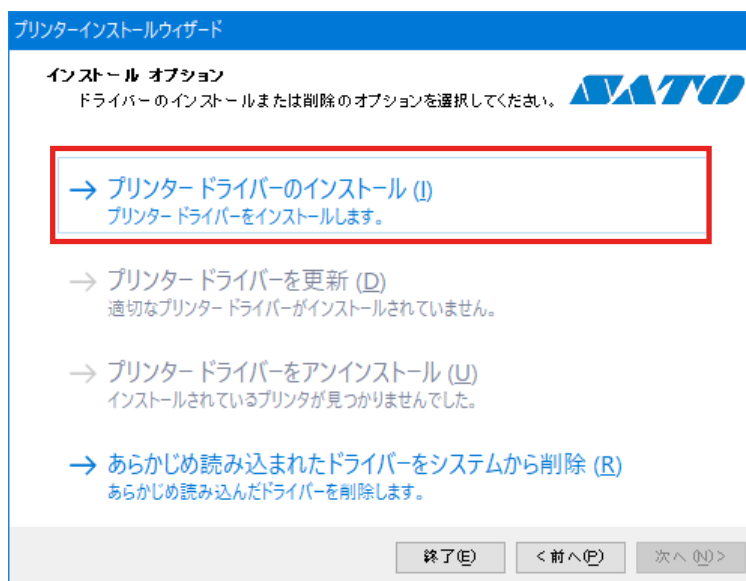 プリンターインストールウィザード
インストール オプション
ドライバーのインストールまたは削除のオプションを選択してください。
SATO
→ プリンター ドライバーのインストール (I)
プリンター ドライバーをインストールします。
→ プリンター ドライバーを更新 (D)
適切なプリンター ドライバーがインストールされていません。
→ プリンター ドライバーをアンインストール (U)
インストールされているプリンタが見つかりませんでした。
→ あらかじめ読み込まれたドライバーをシステムから削除 (R)
あらかじめ読み込んだドライバーを削除します。
終了(E) <前へ(P) 次へ(N)>